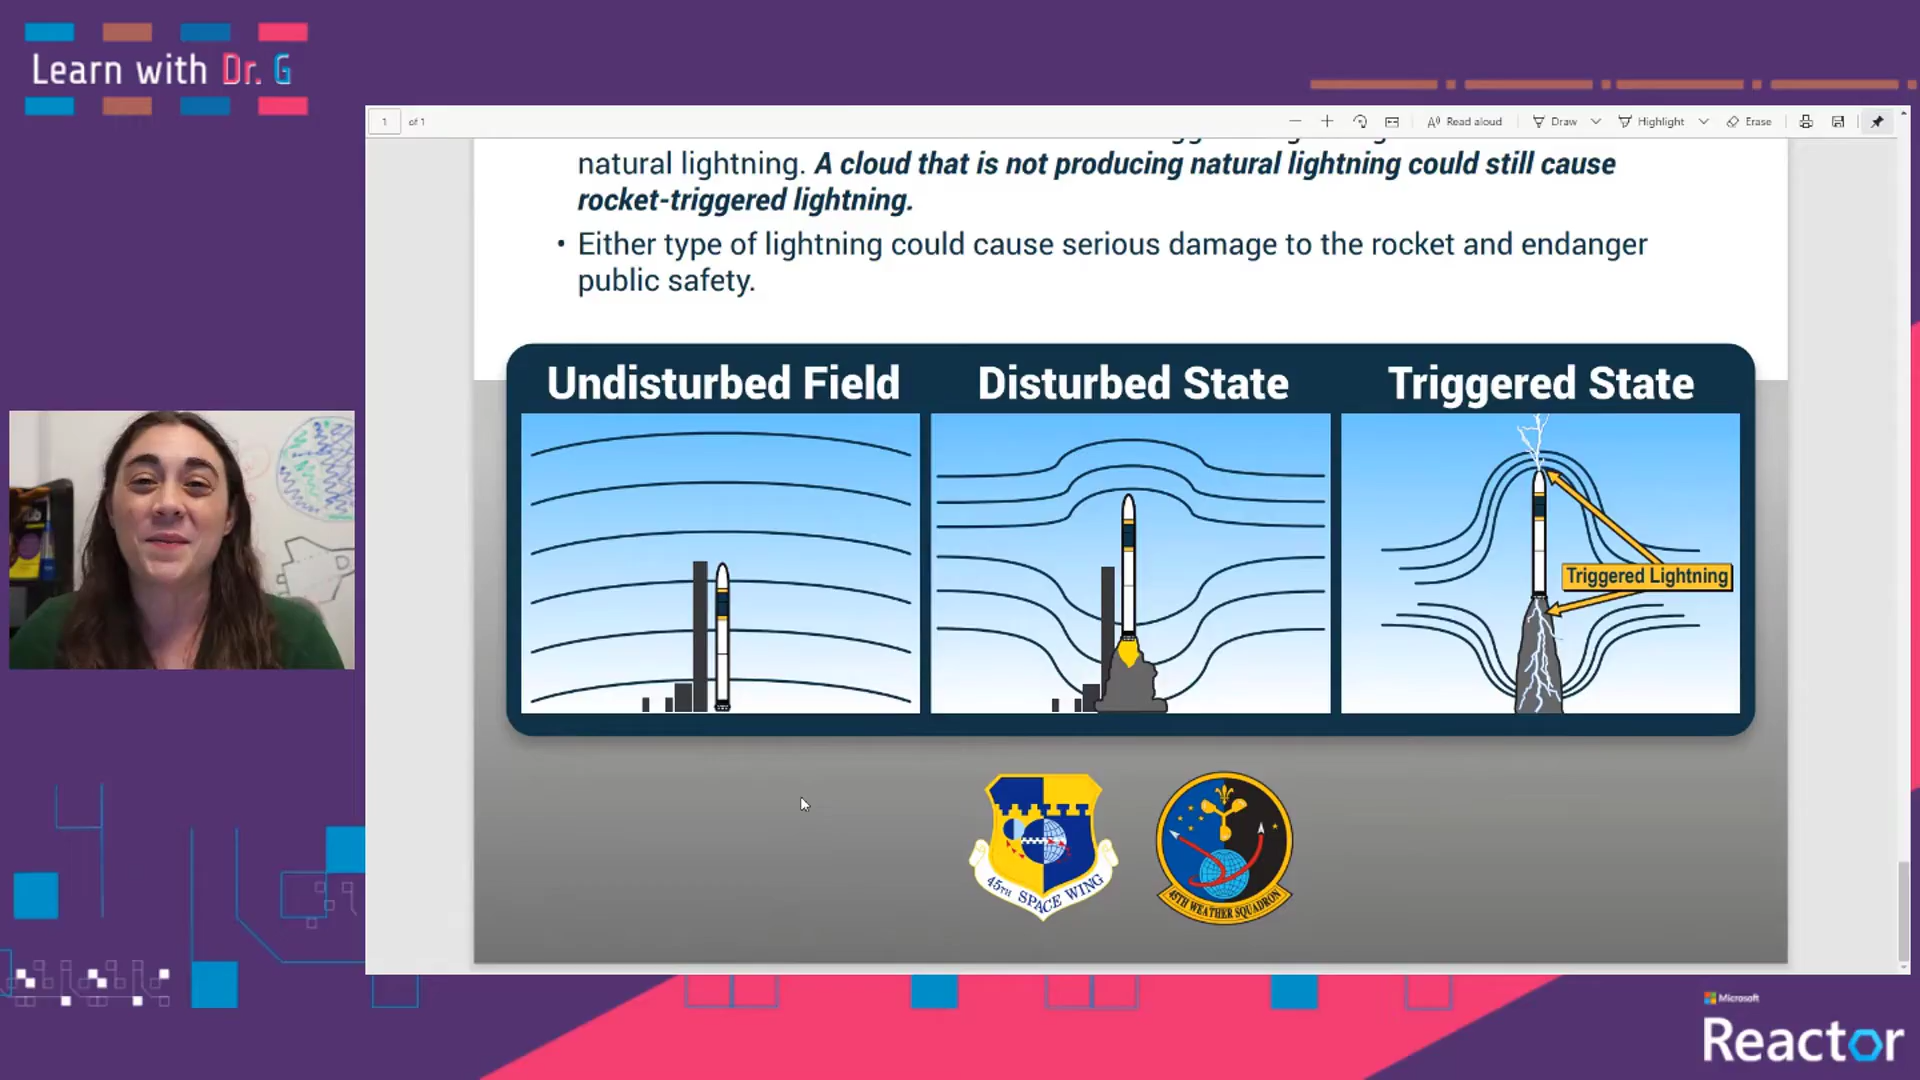 Learn with Dr. G
1 of 1
Read aloud
Draw
Highlight
Erase
natural lightning. A cloud that is not producing natural lightning could still cause
rocket-triggered lightning.
• Either type of lightning could cause serious damage to the rocket and endanger
public safety.
Undisturbed Field
Disturbed State
Triggered State
Triggered Lightning
45TH SPACE WING
45TH WEATHER SQUADRON
Microsoft
Reactor